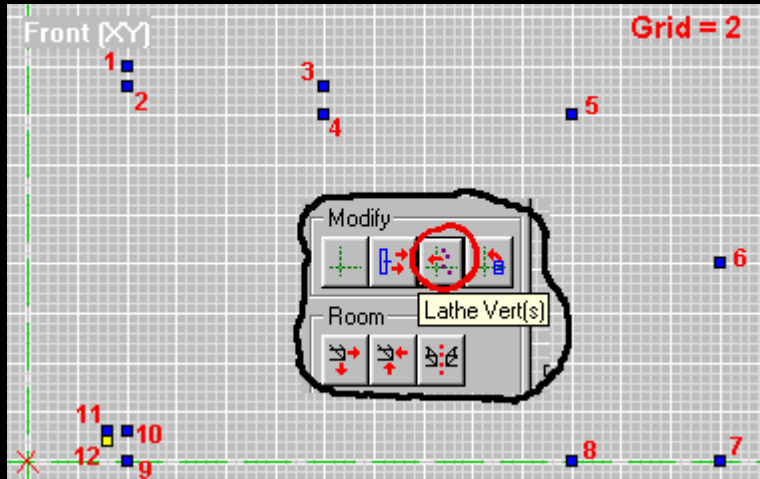 Front (XY)
Grid = 2
1
2
3
4
5
Modify
6
Lathe Vert(s)
Room
11
10
12
9
8
7